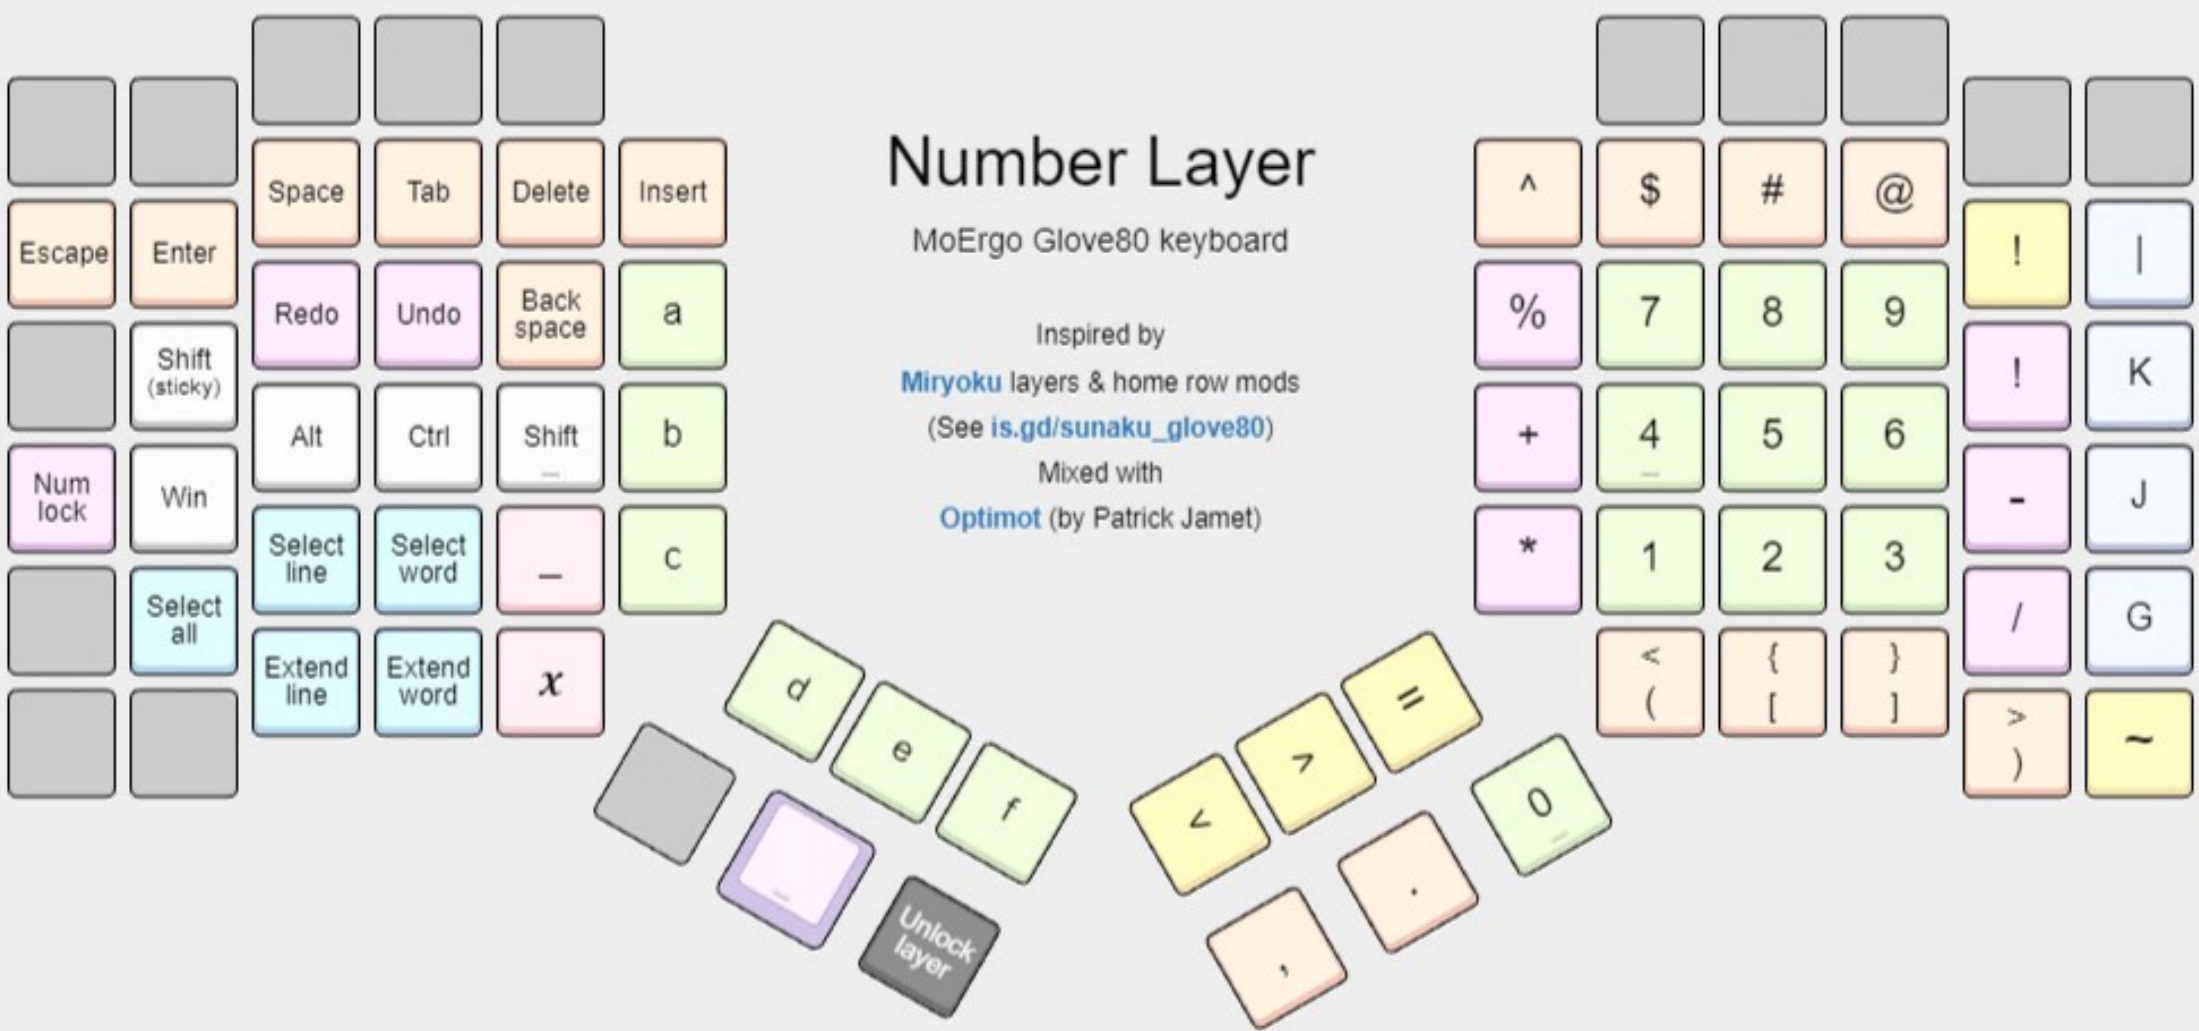 Number Layer
MoErgo Glove80 keyboard
Inspired by
Miryoku layers & home row mods
(See is.gd/sunaku_glove80)
Mixed with
Optimot (by Patrick Jamet)
Space
Tab
Delete
Insert
Escape
Enter
Redo
Undo
Back
space
a
Shift
(sticky)
Alt
Ctrl
Shift
_
b
Num
lock
Win
Select
line
Select
word
_
c
Select
all
Extend
line
Extend
word
x
d
e
f
_
Unlock
layer
^
$
#
@
!
|
%
7
8
9
!
K
+
4
_
5
6
-
J
*
1
2
3
/
G
<
(
{
[
}
]
>
)
~
=
>
<
0
_
.
,